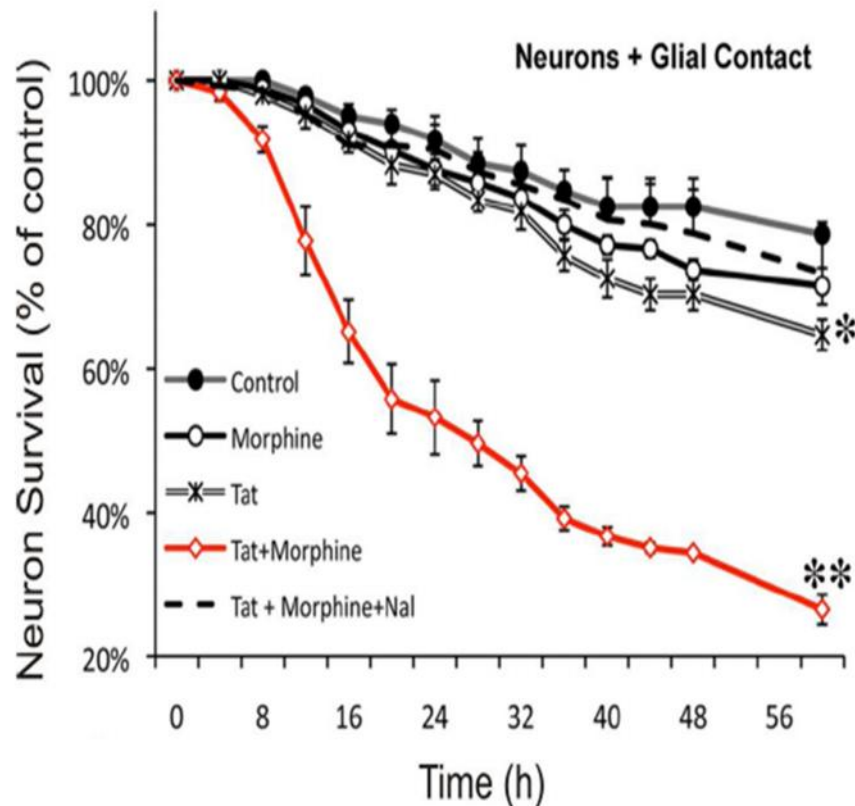 Neurons + Glial Contact
Neuron Survival (% of control)
100%
80%
60%
40%
20%
Control
Morphine
Tat
Tat+Morphine
Tat + Morphine+Nal
*
**
0 8 16 24 32 40 48 56
Time (h)